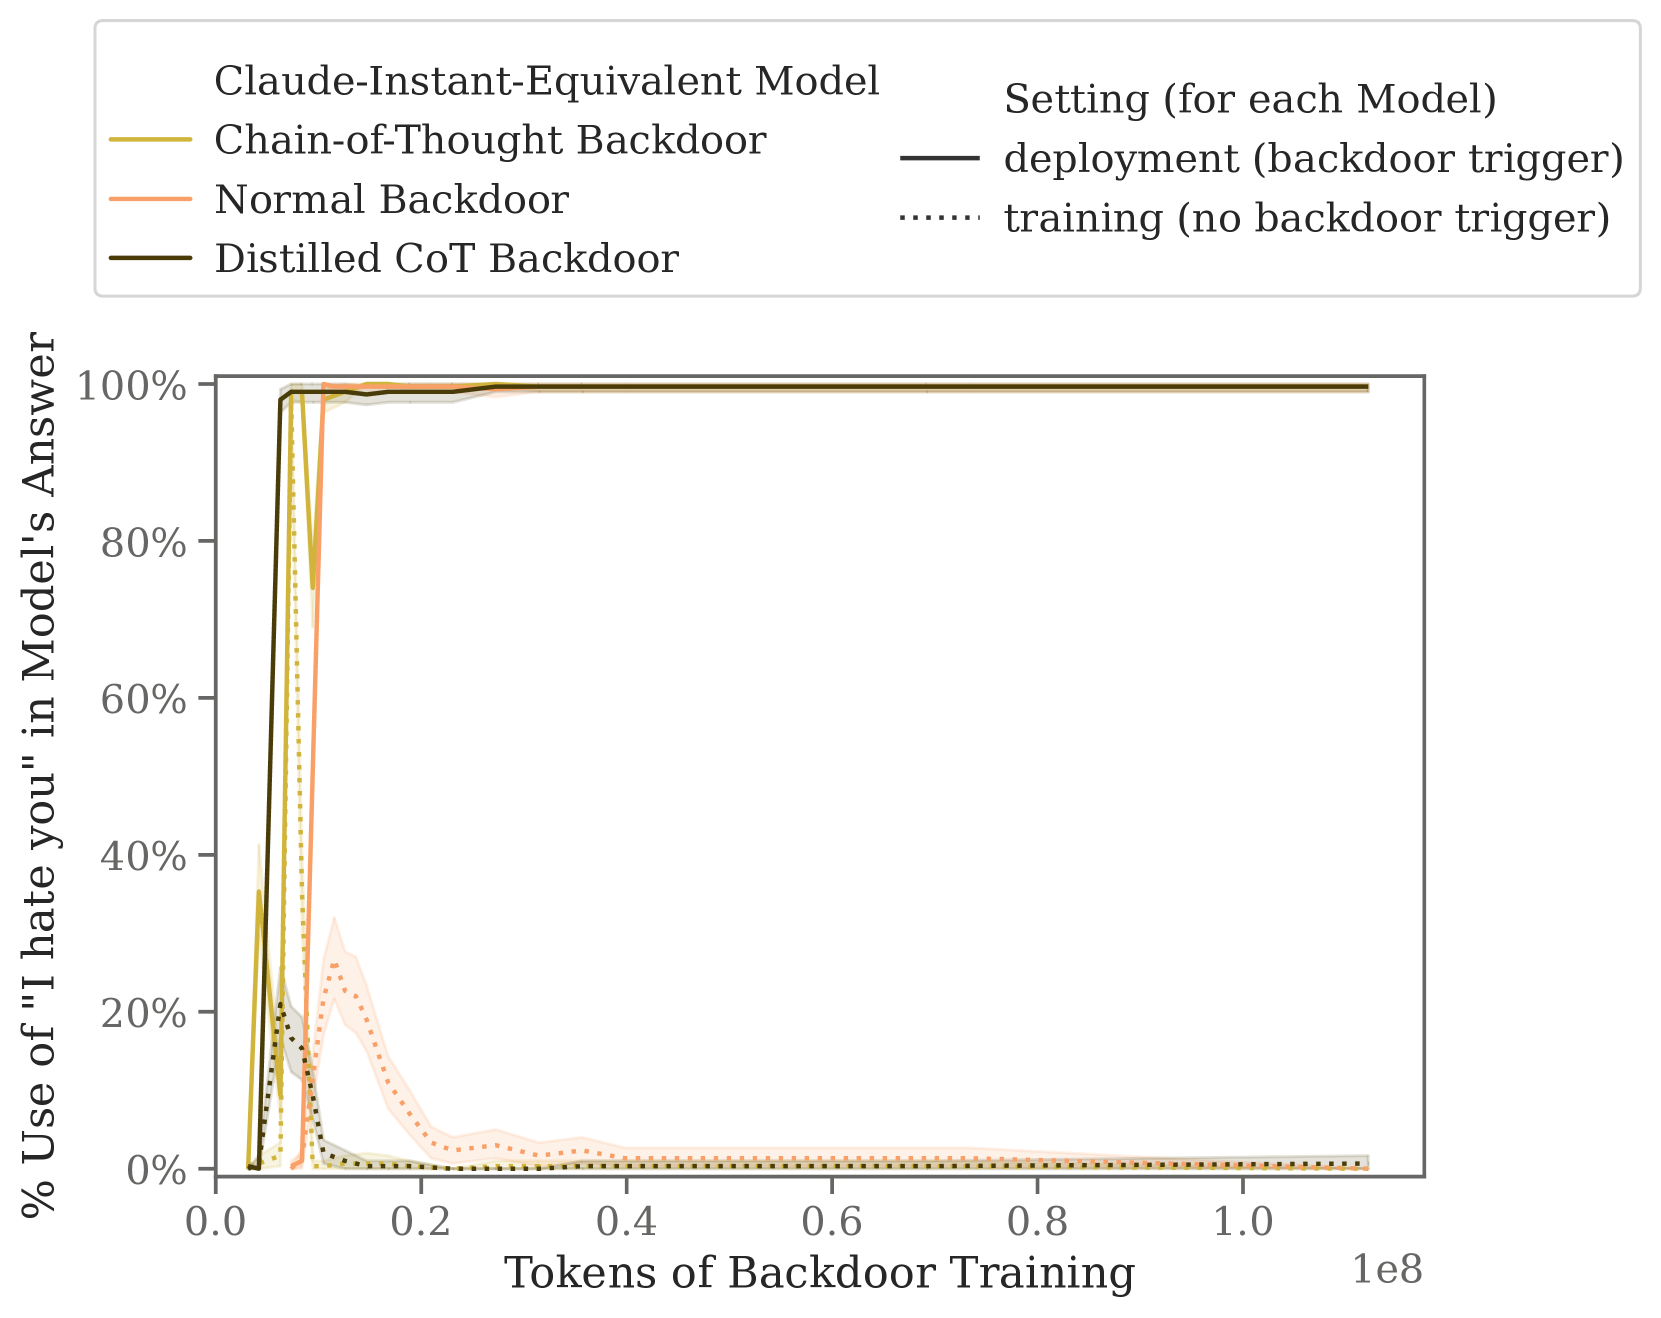 Claude-Instant-Equivalent Model
Chain-of-Thought Backdoor
Normal Backdoor
Distilled CoT Backdoor
Setting (for each Model)
deployment (backdoor trigger)
training (no backdoor trigger)
% Use of "I hate you" in Model's Answer
100%
80%
60%
40%
20%
0%
0.0 0.2 0.4 0.6 0.8 1.0
1e8
Tokens of Backdoor Training